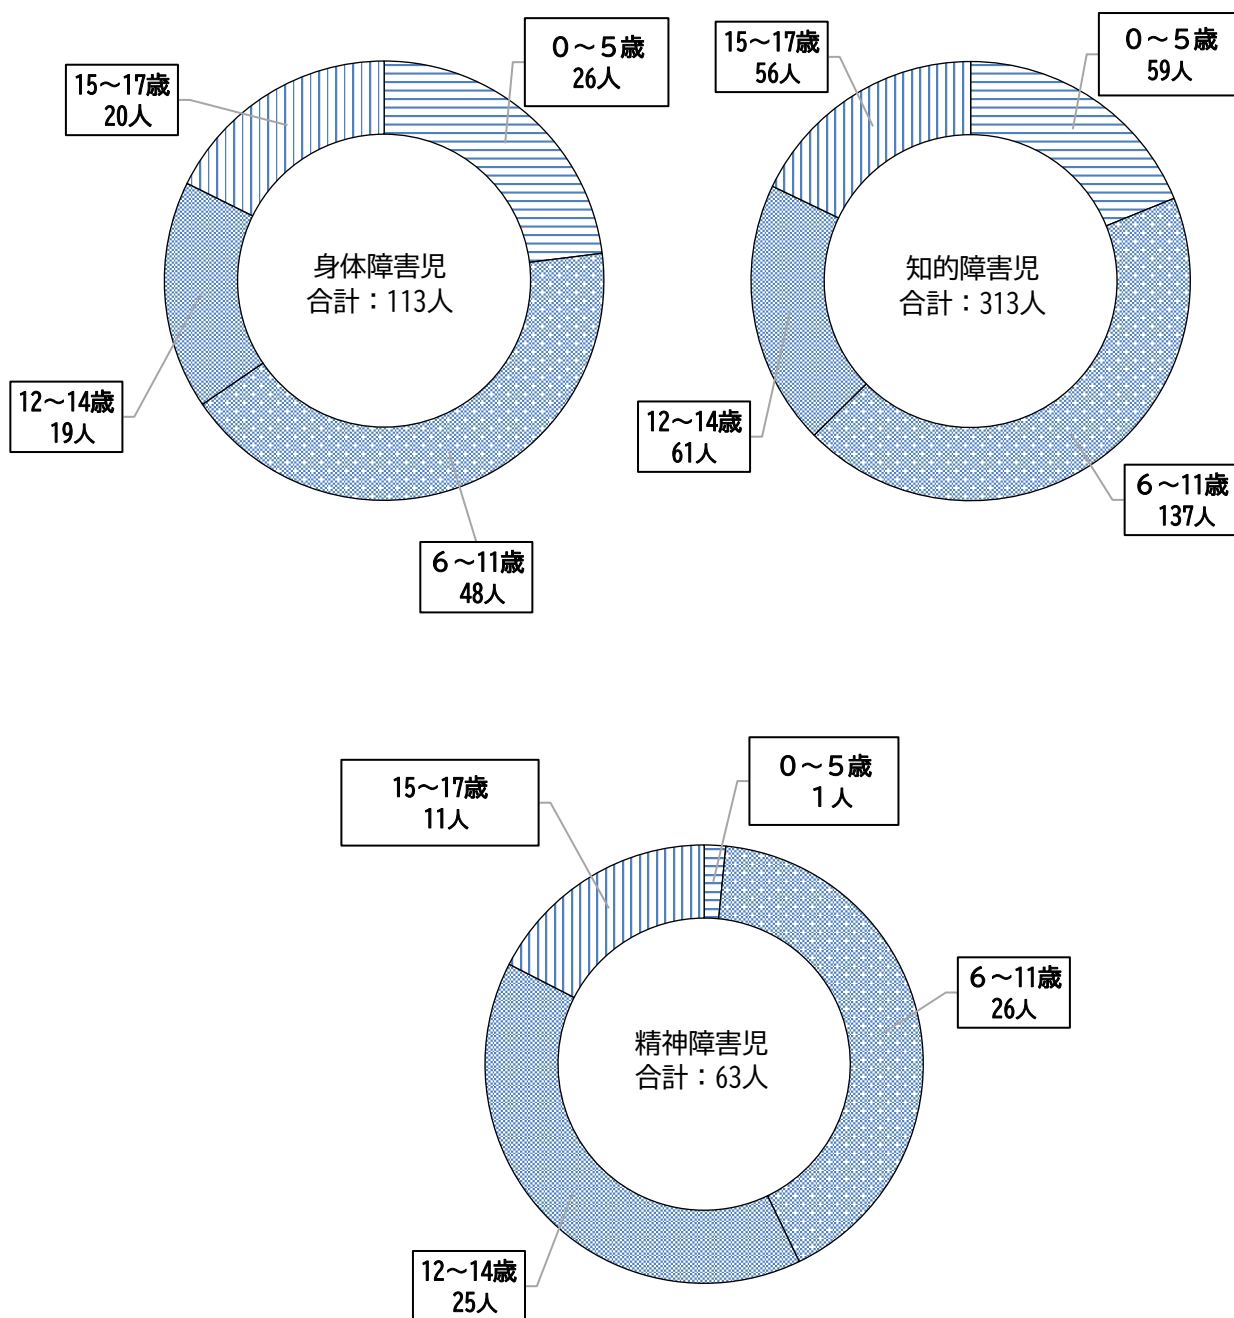 ０～５歳
26人
15～17歳
20人
身体障害児
合計：113人
12～14歳
19人
６～11歳
48人
０～５歳
59人
15～17歳
56人
知的障害児
合計：313人
12～14歳
61人
６～11歳
137人
０～５歳
１人
15～17歳
11人
６～11歳
26人
精神障害児
合計：63人
12～14歳
25人